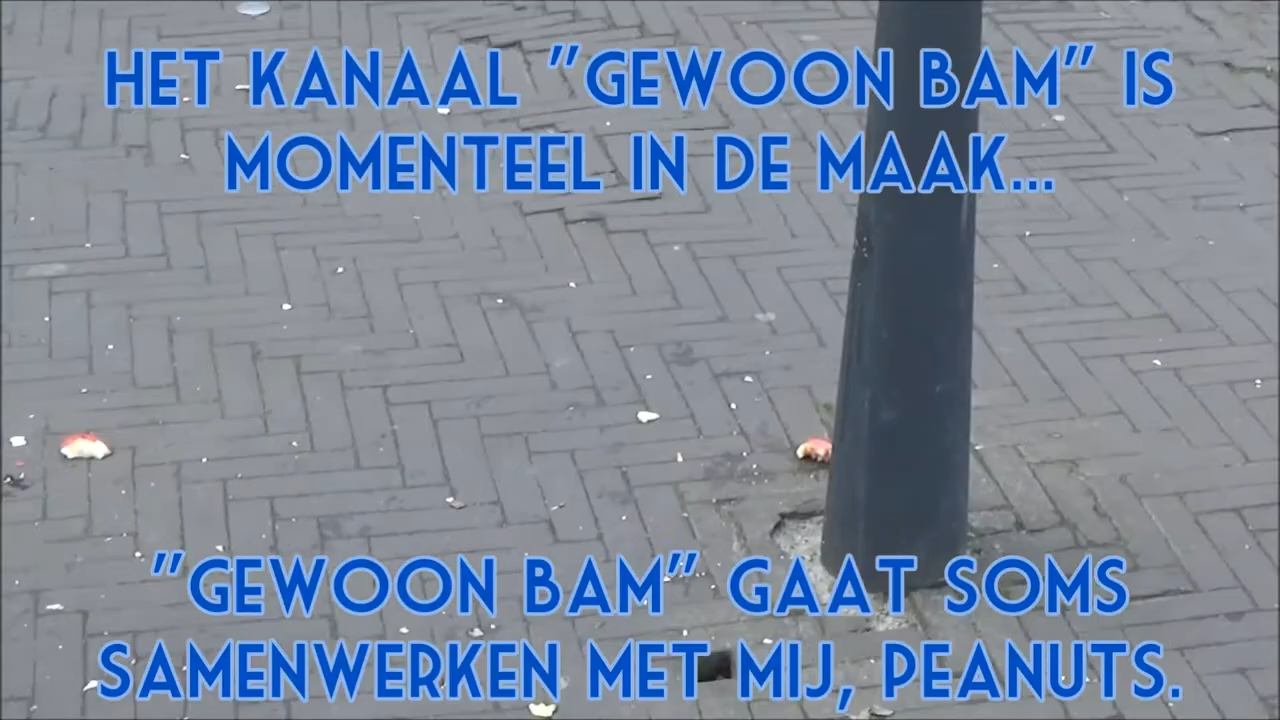 HET KANAAL "GEWOON BAM" IS
MOMENTEEL IN DE MAAK...
"GEWOON BAM" GAAT SOMS
SAMENWERKEN MET MIJ, PEANUTS.